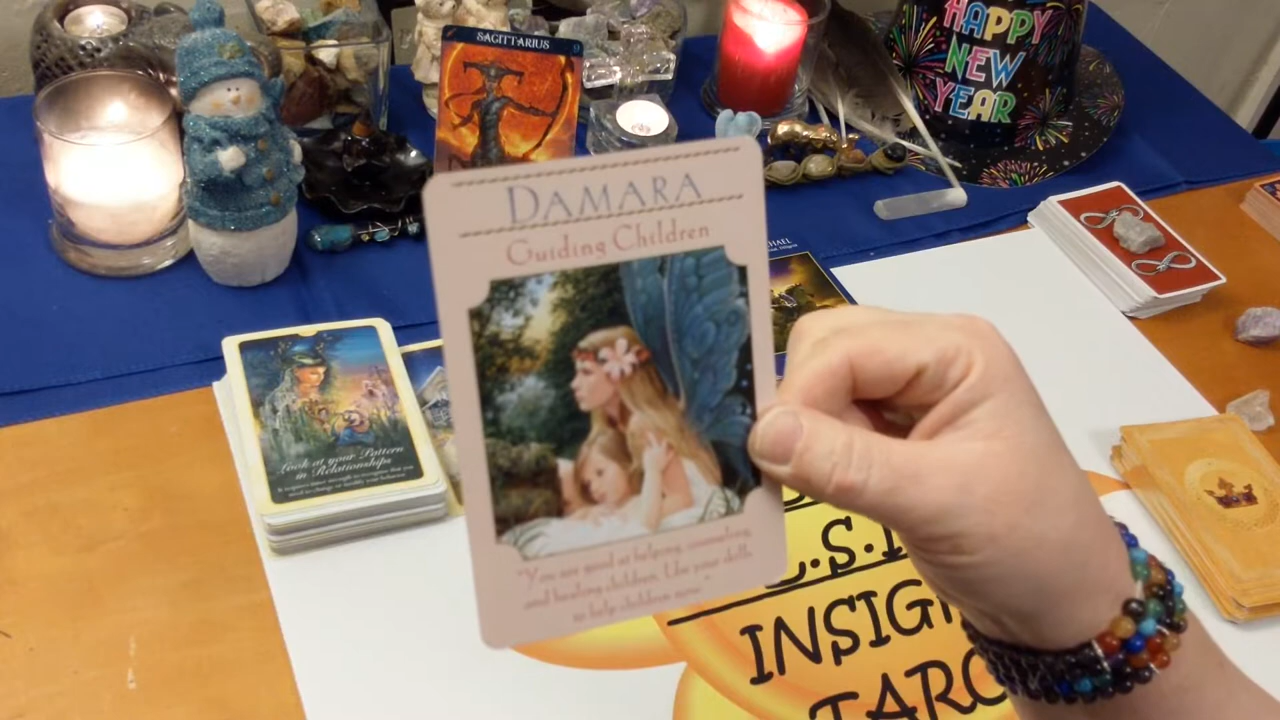 SAGITTARIUS 9
HAPPY
NEW
YEAR
DAMARA
Guiding Children
"You are good at helping, counseling,
and healing children. Use your skills
to help children now."
Look at your Pattern
in Relationships
INSIG
TARO